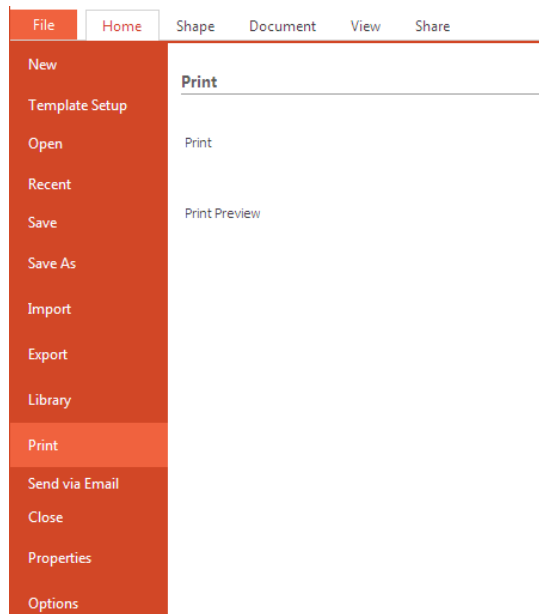 File Home Shape Document View Share
New
Print
Template Setup
Open
Print
Recent
Print Preview
Save
Save As
Import
Export
Library
Print
Send via Email
Close
Properties
Options